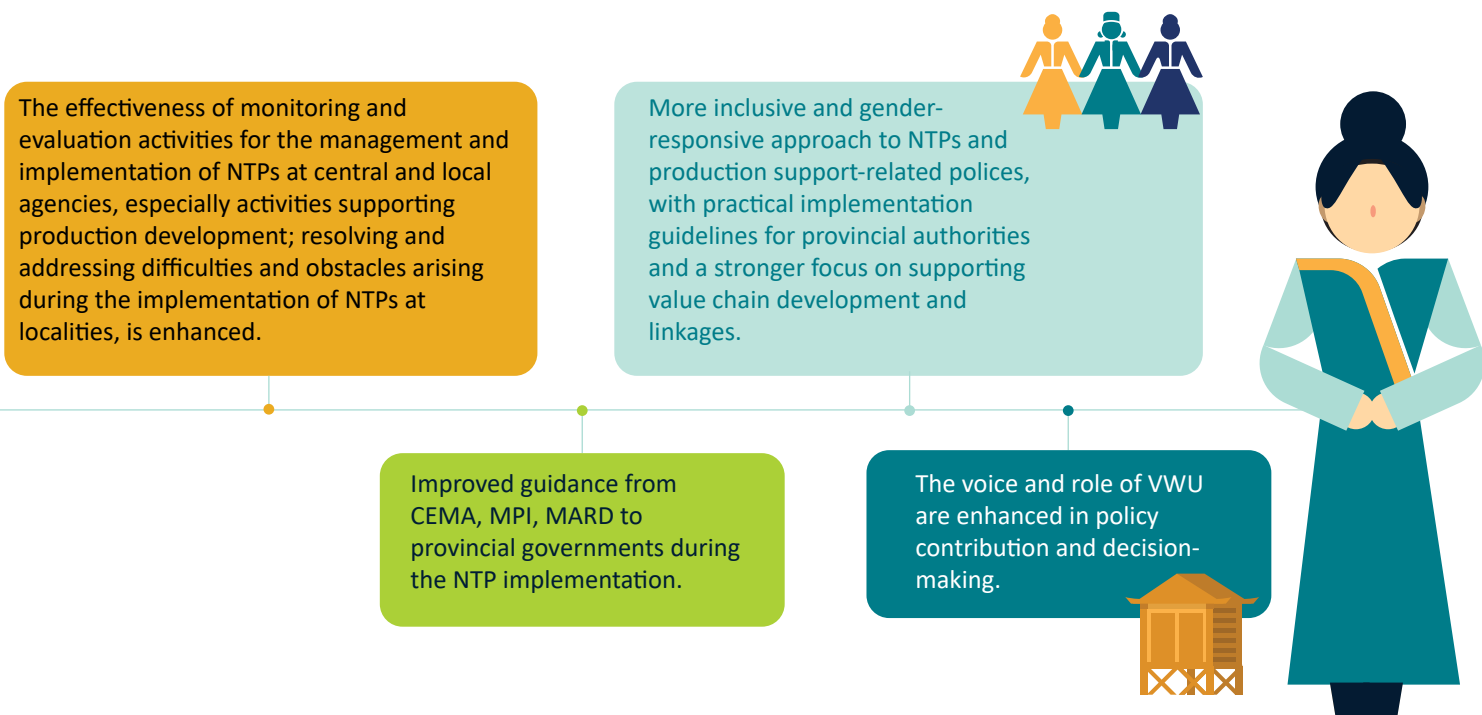 The effectiveness of monitoring and
evaluation activities for the management and
implementation of NTPs at central and local
agencies, especially activities supporting
production development; resolving and
addressing difficulties and obstacles arising
during the implementation of NTPs at
localities, is enhanced.
Improved guidance from
CEMA, MPI, MARD to
provincial governments during
the NTP implementation.
More inclusive and gender-
responsive approach to NTPs and
production support-related polices,
with practical implementation
guidelines for provincial authorities
and a stronger focus on supporting
value chain development and
linkages.
The voice and role of VWU
are enhanced in policy
contribution and decision-
making.